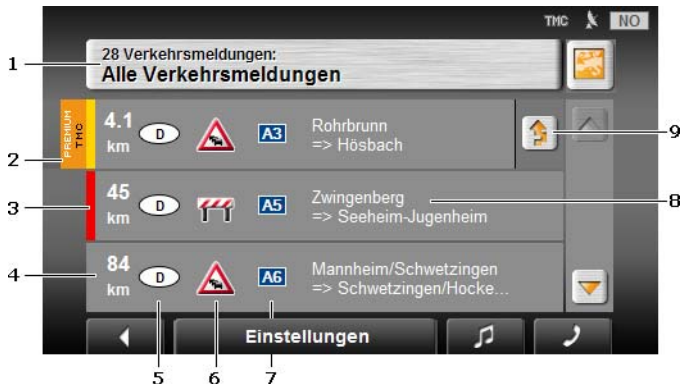 TMC NO
1
28 Verkehrsmeldungen:
Alle Verkehrsmeldungen
2
PREMIUM
TMC
4.1
km
D
A3
Rohrbrunn
=> Hösbach
9
3
45
km
D
A5
Zwingenberg
=> Seeheim-Jugenheim
8
4
84
km
D
A6
Mannheim/Schwetzingen
=> Schwetzingen/Hocke...
Einstellungen
5 6 7